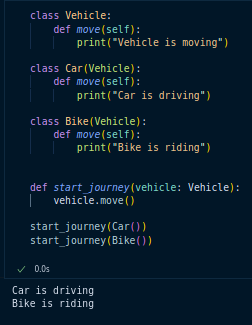 class Vehicle:
    def move(self):
        print("Vehicle is moving")
class Car(Vehicle):
    def move(self):
        print("Car is driving")
class Bike(Vehicle):
    def move(self):
        print("Bike is riding")
def start_journey(vehicle: Vehicle):
    vehicle.move()
start_journey(Car())
start_journey(Bike())
✓ 0.0s
Car is driving
Bike is riding